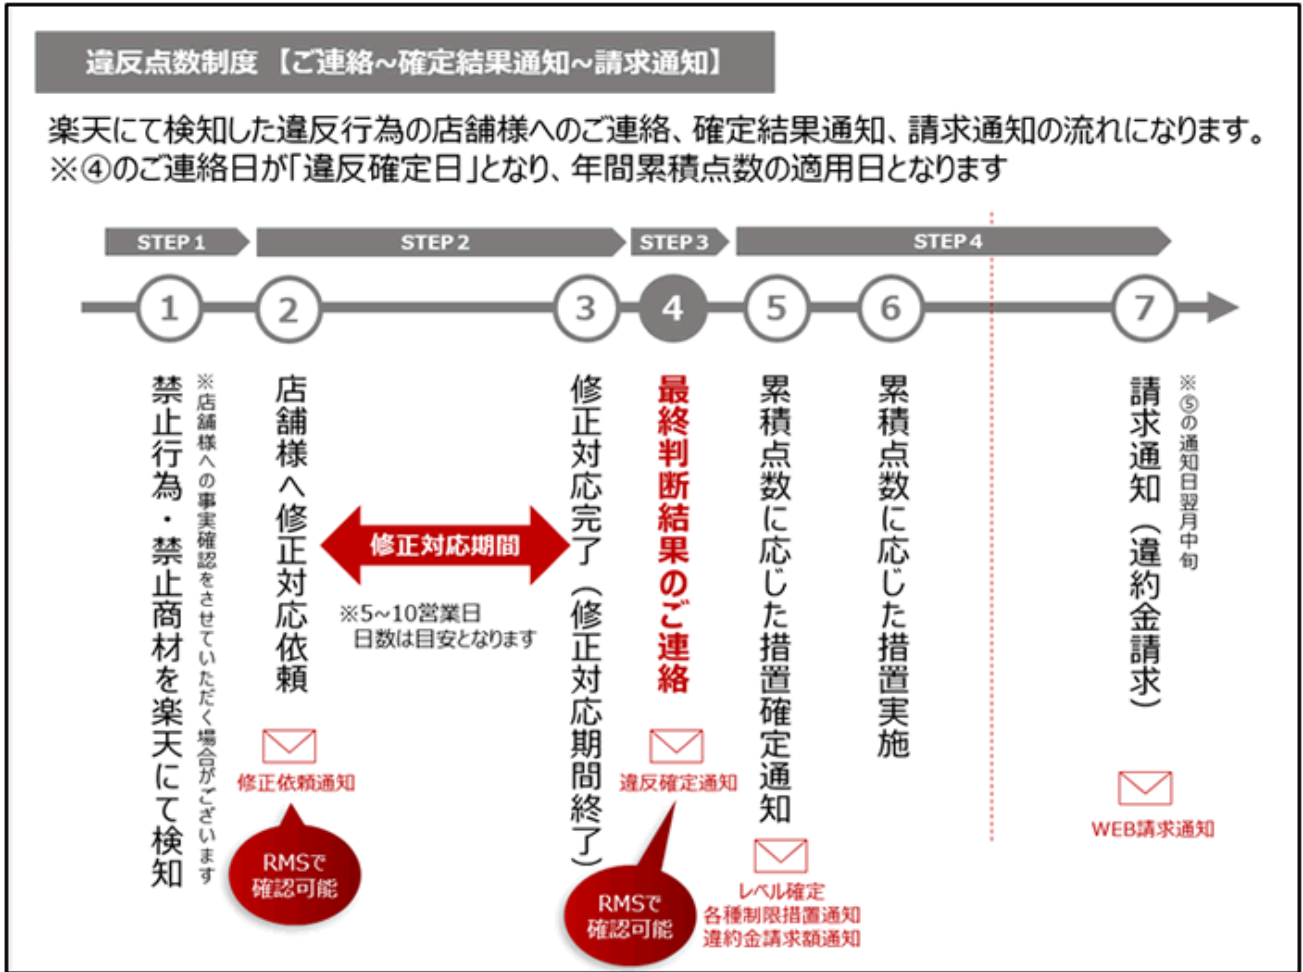 違反点数制度 【ご連絡~確定結果通知~請求通知】
楽天にて検知した違反行為の店舗様へのご連絡、確定結果通知、請求通知の流れになります。
※④のご連絡日が「違反確定日」となり、年間累積点数の適用日となります
STEP 1
STEP 2
STEP 3
STEP 4
1
2
3
4
5
6
7
禁止行為・禁止商材を楽天にて検知
※店舗様への事実確認をさせていただく場合がございます
店舗様へ修正対応依頼
修正依頼通知
RMSで
確認可能
修正対応期間
※5~10営業日
日数は目安となります
修正対応完了（修正対応期間終了）
最終判断結果のご連絡
違反確定通知
RMSで
確認可能
累積点数に応じた措置確定通知
レベル確定
各種制限措置通知
違約金請求額通知
累積点数に応じた措置実施
請求通知（違約金請求）
※⑤の通知日翌月中旬
WEB請求通知